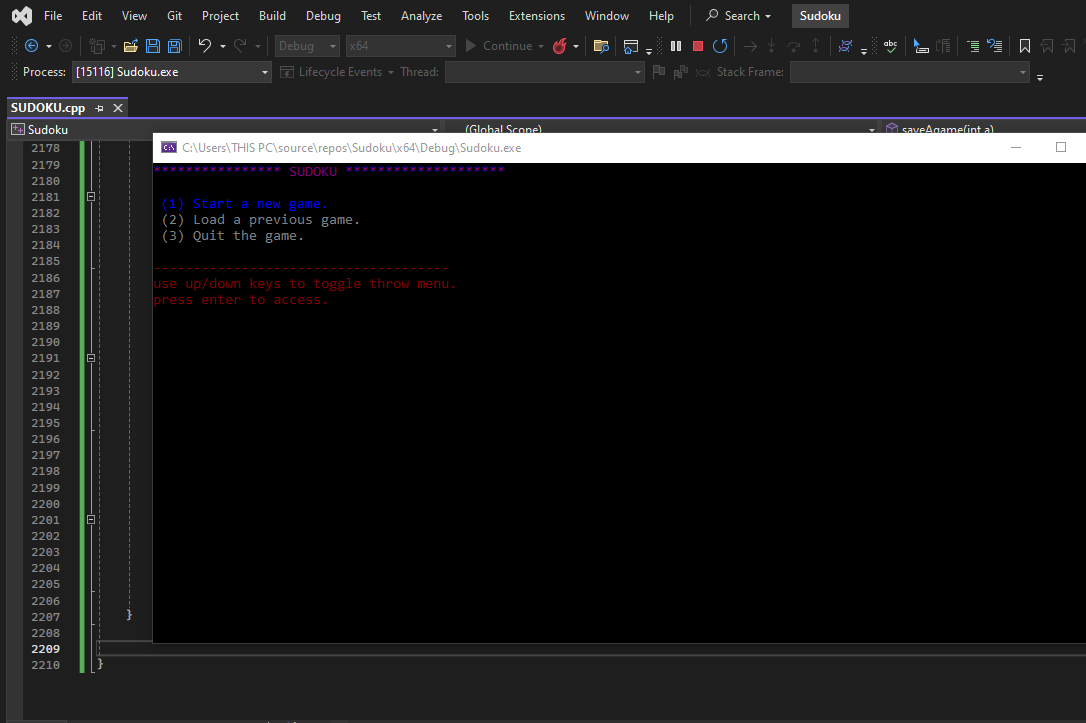 File Edit View Git Project Build Debug Test Analyze Tools Extensions Window Help Search Sudoku
Debug x64 Continue abc
Process: [15116] Sudoku.exe Lifecycle Events Thread: Stack Frame:
SUDOKU.cpp
Sudoku (Global Scope) saveAgame(int a)
C:\Users\THIS PC\source\repos\Sudoku\x64\Debug\Sudoku.exe
**************** SUDOKU ********************
(1) Start a new game.
(2) Load a previous game.
(3) Quit the game.
-------------------------------------
use up/down keys to toggle throw menu.
press enter to access.
2178
2179
2180
2181
2182
2183
2184
2185
2186
2187
2188
2189
2190
2191
2192
2193
2194
2195
2196
2197
2198
2199
2200
2201
2202
2203
2204
2205
2206
2207 }
2208
2209
2210 }